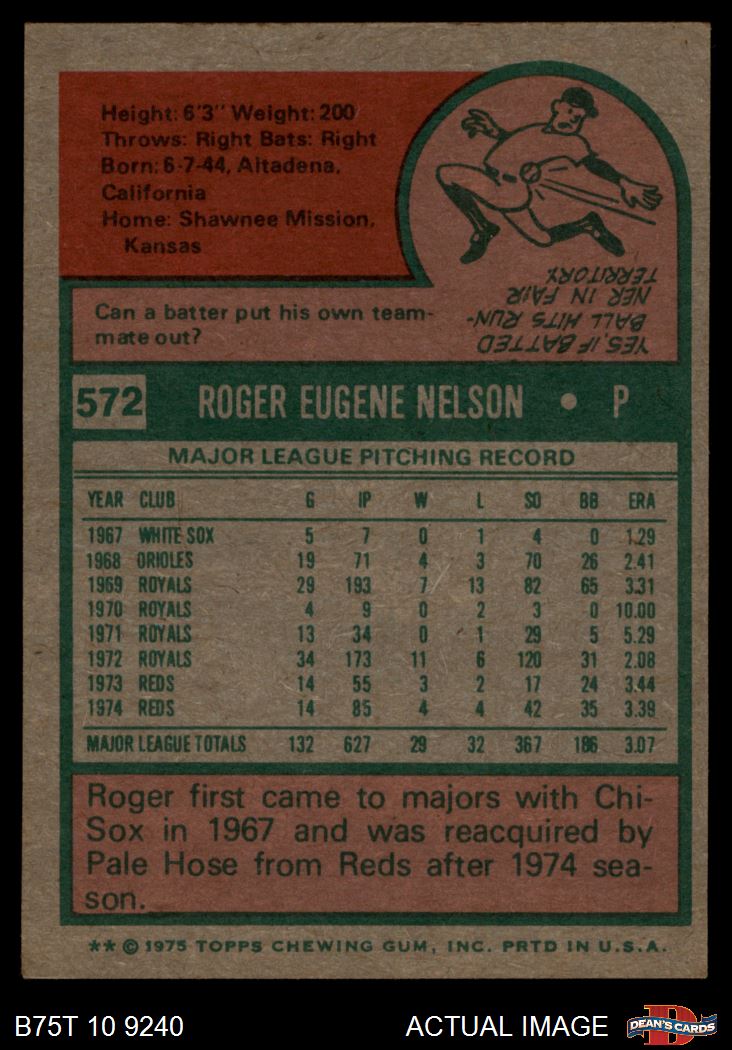 Height: 6'3" Weight: 200
Throws: Right Bats: Right
Born: 6-7-44, Altadena,
California
Home: Shawnee Mission,
Kansas
Can a batter put his own team-
mate out?
YES, IF BATTED
BALL HITS RUN-
NER IN FAIR
TERRITORY.
572 ROGER EUGENE NELSON • P
MAJOR LEAGUE PITCHING RECORD
YEAR CLUB G IP W L SO BB ERA
1967 WHITE SOX 5 7 0 1 4 0 1.29
1968 ORIOLES 19 71 4 3 70 26 2.41
1969 ROYALS 29 193 7 13 82 65 3.31
1970 ROYALS 4 9 0 2 3 0 10.00
1971 ROYALS 13 34 0 1 29 5 5.29
1972 ROYALS 34 173 11 6 120 31 2.08
1973 REDS 14 55 3 2 17 24 3.44
1974 REDS 14 85 4 4 42 35 3.39
MAJOR LEAGUE TOTALS 132 627 29 32 367 186 3.07
Roger first came to majors with Chi-
Sox in 1967 and was reacquired by
Pale Hose from Reds after 1974 sea-
son.
** © 1975 TOPPS CHEWING GUM, INC. PRTD IN U.S.A.
B75T 10 9240 ACTUAL IMAGE D DEAN'S CARDS